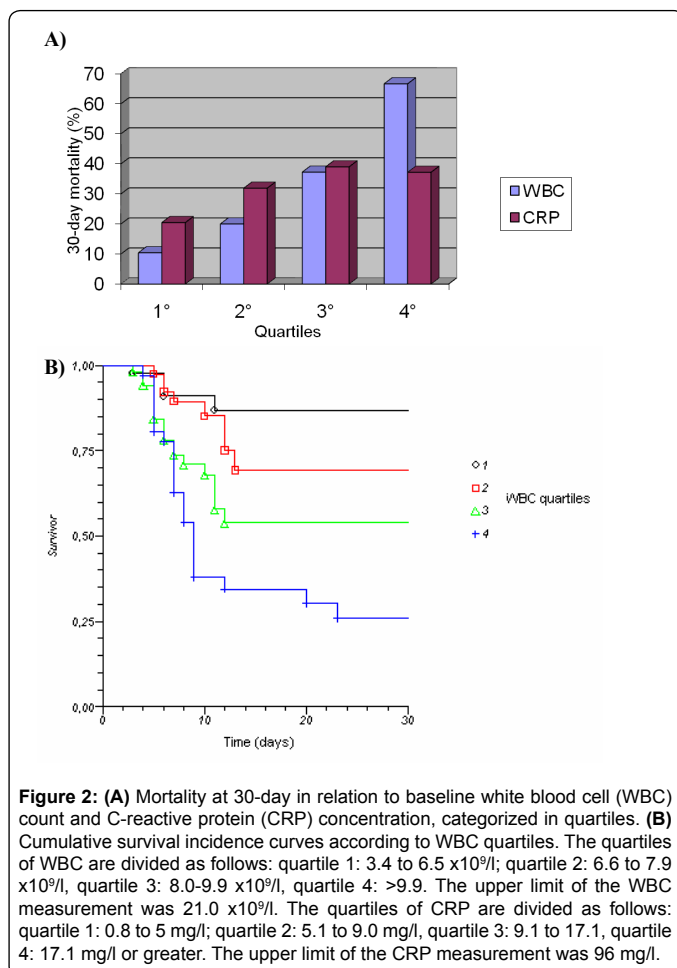 A)
70
60
50
40
30
20
10
0
30-day mortality (%)
1° 2° 3° 4°
Quartiles
WBC
CRP
B)
1,00
0,75
0,50
0,25
0,00
Survivor
0 10 20 30
Time (days)
1
2
3
4
WBC quartiles
Figure 2: (A) Mortality at 30-day in relation to baseline white blood cell (WBC)
count and C-reactive protein (CRP) concentration, categorized in quartiles. (B)
Cumulative survival incidence curves according to WBC quartiles. The quartiles
of WBC are divided as follows: quartile 1: 3.4 to 6.5 x10⁹/l; quartile 2: 6.6 to 7.9
x10⁹/l, quartile 3: 8.0-9.9 x10⁹/l, quartile 4: >9.9. The upper limit of the WBC
measurement was 21.0 x10⁹/l. The quartiles of CRP are divided as follows:
quartile 1: 0.8 to 5 mg/l; quartile 2: 5.1 to 9.0 mg/l, quartile 3: 9.1 to 17.1, quartile
4: 17.1 mg/l or greater. The upper limit of the CRP measurement was 96 mg/l.